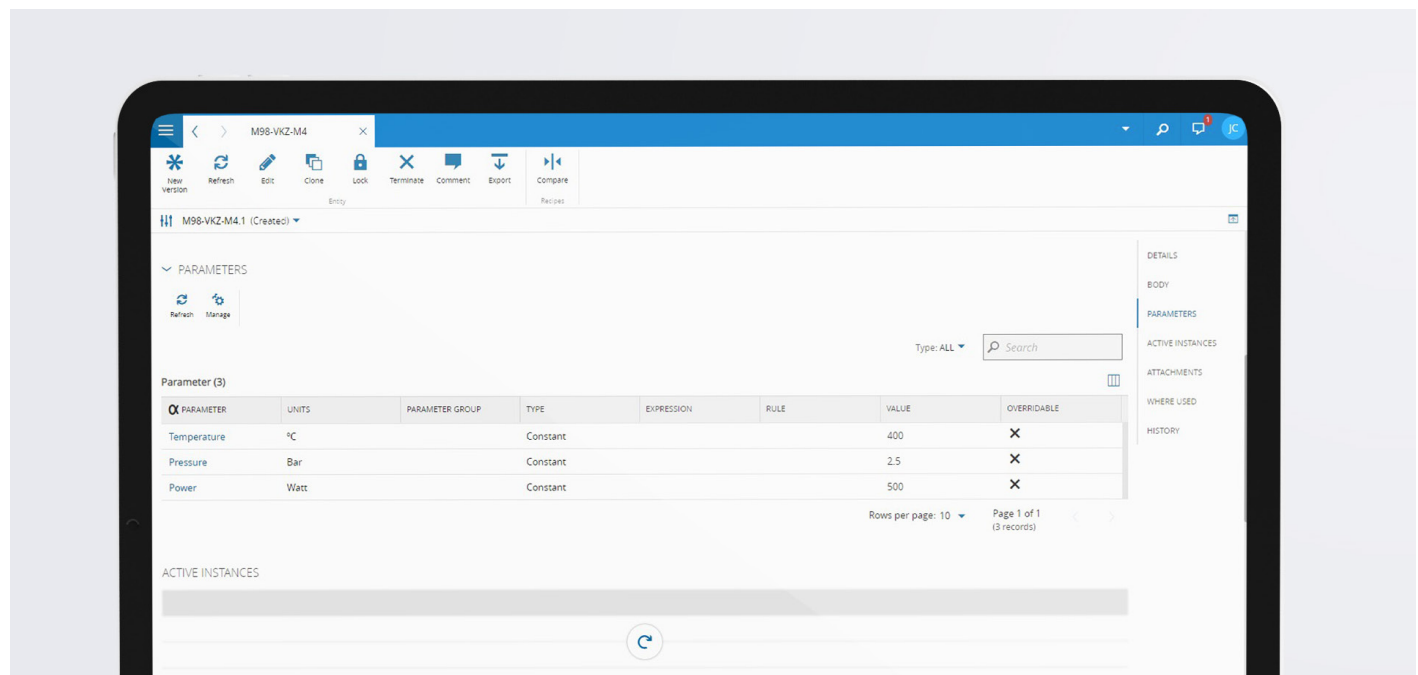 M98-VKZ-M4
1
JC
New
Version
Refresh
Edit
Clone
Lock
Terminate
Comment
Export
Compare
Entity
Recipes
M98-VKZ-M4.1 (Created)
PARAMETERS
Refresh
Manage
Type: ALL
Search
Parameter (3)
α PARAMETER UNITS PARAMETER GROUP TYPE EXPRESSION RULE VALUE OVERRIDABLE
Temperature °C Constant 400
Pressure Bar Constant 2.5
Power Watt Constant 500
Rows per page: 10
Page 1 of 1
(3 records)
ACTIVE INSTANCES
DETAILS
BODY
PARAMETERS
ACTIVE INSTANCES
ATTACHMENTS
WHERE USED
HISTORY